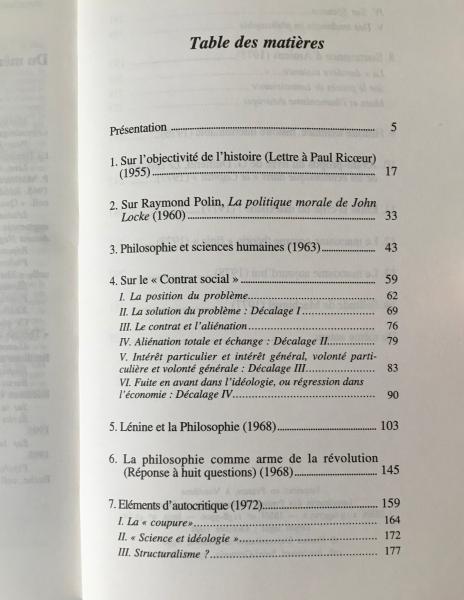 Table des matières
Présentation ........ 5
1. Sur l'objectivité de l'histoire (Lettre à Paul Ricœur)
(1955) ........ 17
2. Sur Raymond Polin, La politique morale de John
Locke (1960) ........ 33
3. Philosophie et sciences humaines (1963) ........ 43
4. Sur le « Contrat social » ........ 59
I. La position du problème ........ 62
II. La solution du problème : Décalage I ........ 69
III. Le contrat et l'aliénation ........ 76
IV. Aliénation totale et échange : Décalage II ........ 79
V. Intérêt particulier et intérêt général, volonté parti-
culière et volonté générale : Décalage III ........ 83
VI. Fuite en avant dans l'idéologie, ou régression dans
l'économie : Décalage IV ........ 90
5. Lénine et la Philosophie (1968) ........ 103
6. La philosophie comme arme de la révolution
(Réponse à huit questions) (1968) ........ 145
7. Eléments d'autocritique (1972) ........ 159
I. La « coupure » ........ 164
II. « Science et idéologie » ........ 172
III. Structuralisme ? ........ 177